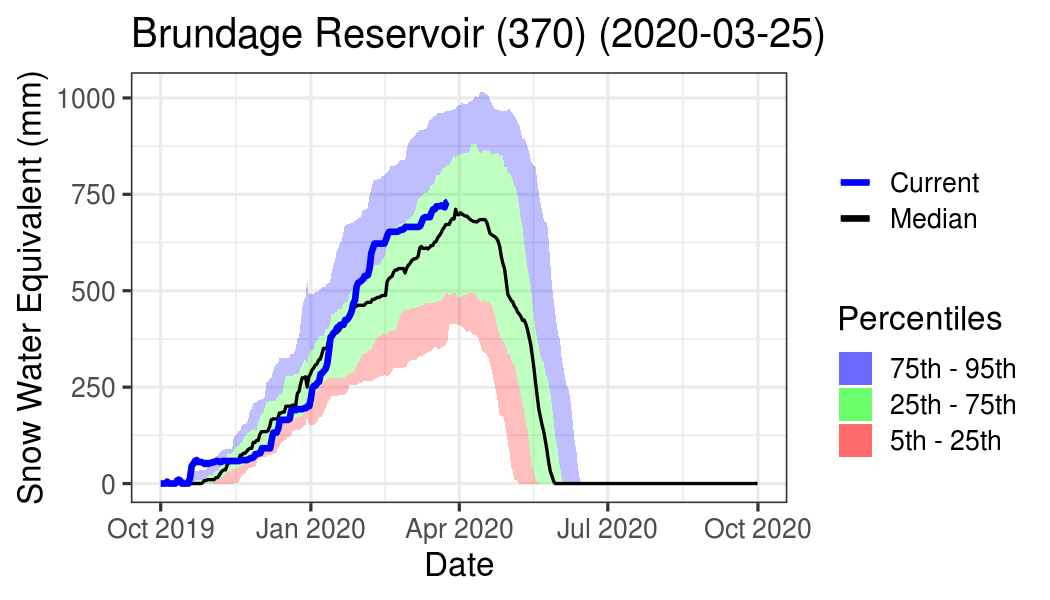 Brundage Reservoir (370) (2020-03-25)
Snow Water Equivalent (mm)
1000
750
500
250
0
Oct 2019
Jan 2020
Apr 2020
Jul 2020
Oct 2020
Date
Current
Median
Percentiles
75th - 95th
25th - 75th
5th - 25th